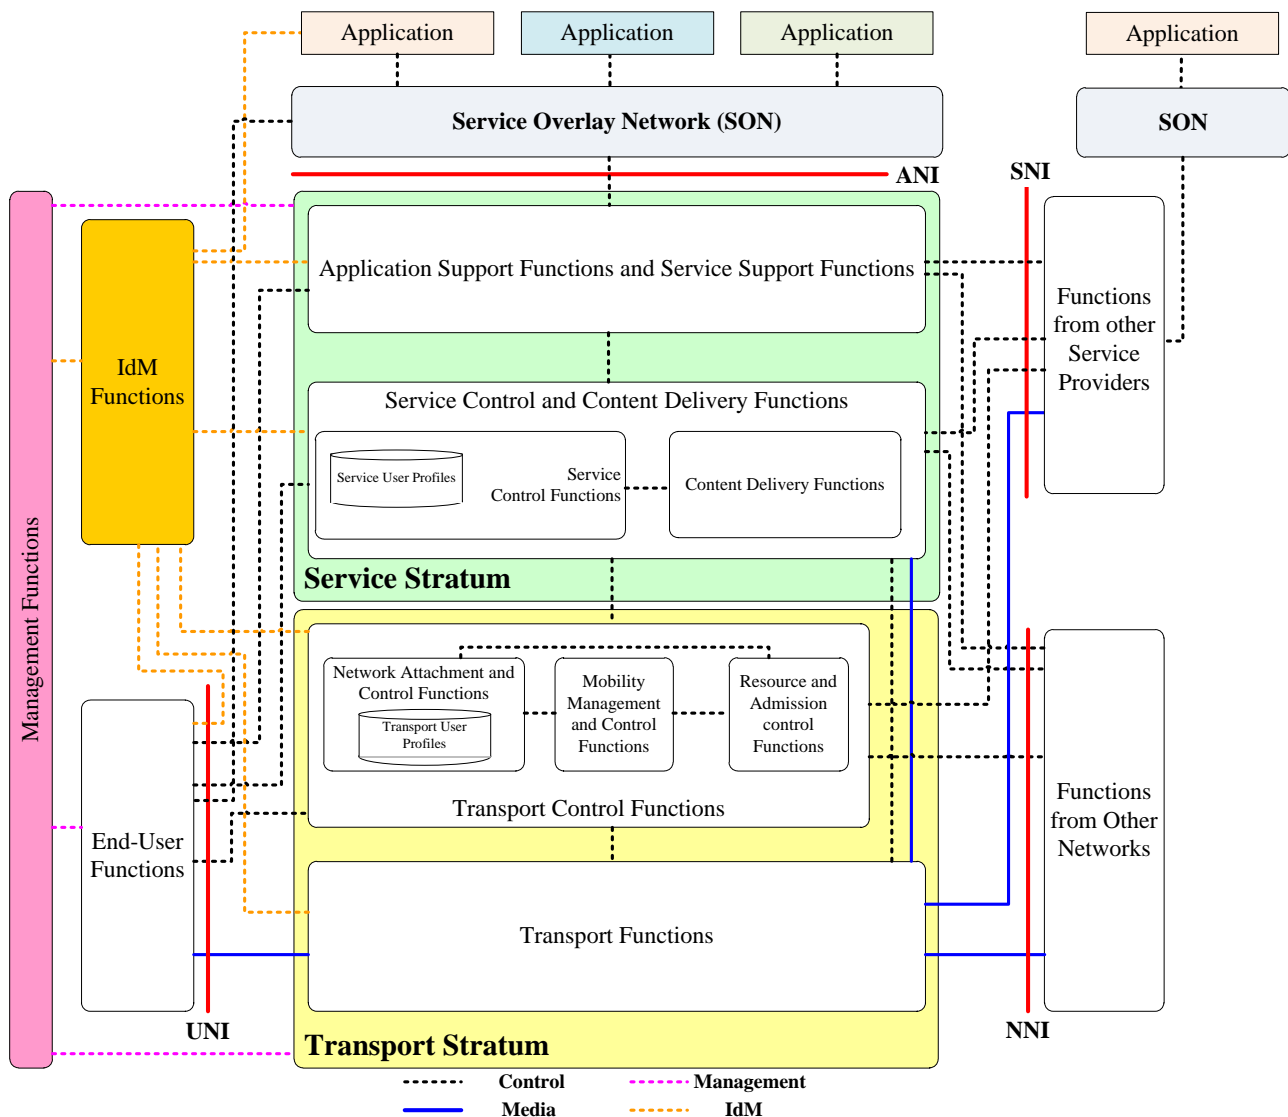 Application
Application
Application
Application
Service Overlay Network (SON)
SON
ANI
SNI
Management Functions
IdM
Functions
Application Support Functions and Service Support Functions
Functions
from other
Service
Providers
Service Control and Content Delivery Functions
Service User Profiles
Service
Control Functions
Content Delivery Functions
Service Stratum
Network Attachment and
Control Functions
Transport User
Profiles
Mobility
Management
and Control
Functions
Resource and
Admission
control
Functions
Transport Control Functions
End-User
Functions
Functions
from Other
Networks
Transport Functions
UNI
NNI
Transport Stratum
Control
Management
Media
IdM